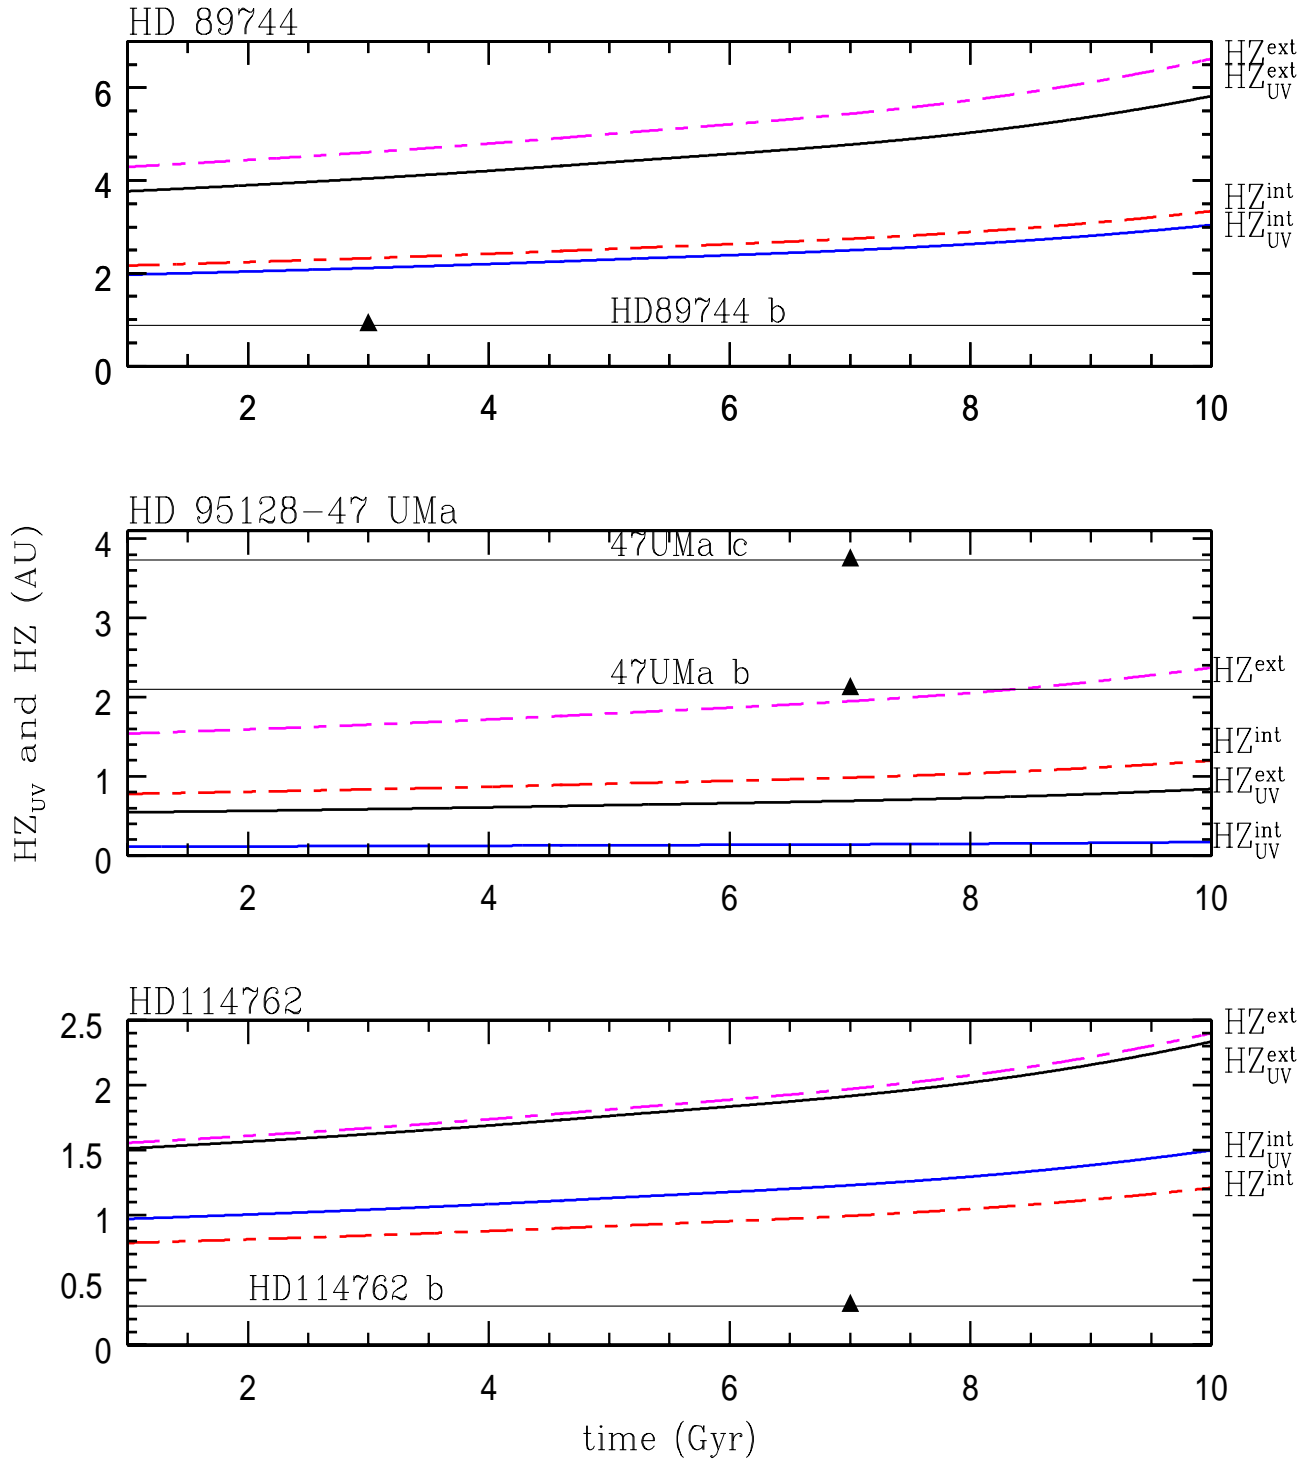 HD 89744
HZext
HZextUV
6
4
HZint
HZintUV
2
HD89744 b
0
2 4 6 8 10
HD 95128-47 UMa
4
47UMa c
3
47UMa b
HZext
2
HZint
1
HZextUV
HZintUV
0
2 4 6 8 10
HZUV and HZ (AU)
HD114762
2.5
HZext
HZextUV
2
1.5
HZintUV
HZint
1
0.5
HD114762 b
0
2 4 6 8 10
time (Gyr)